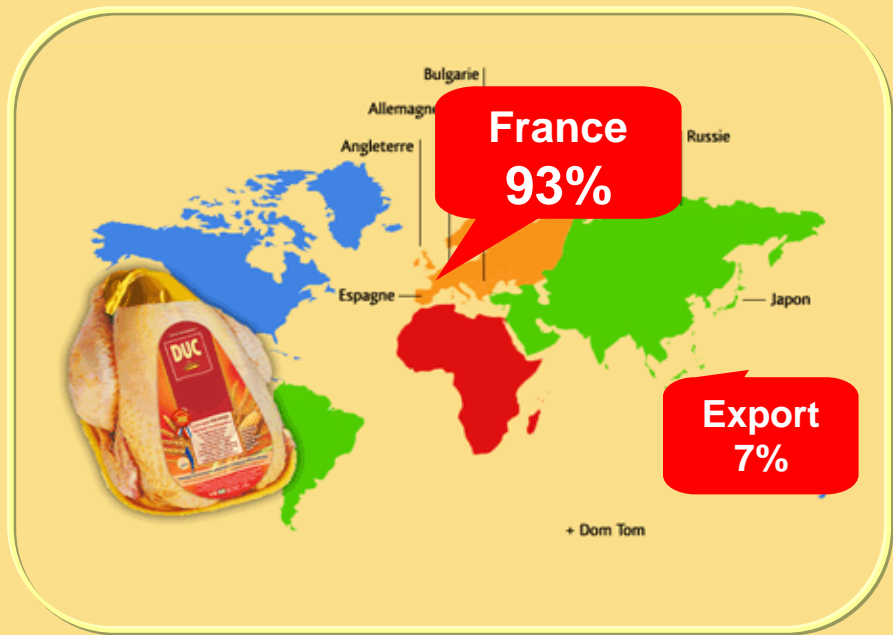 Bulgarie
Allemagne
France
93%
Russie
Angleterre
Espagne
Japon
DUC
Export
7%
+ Dom Tom